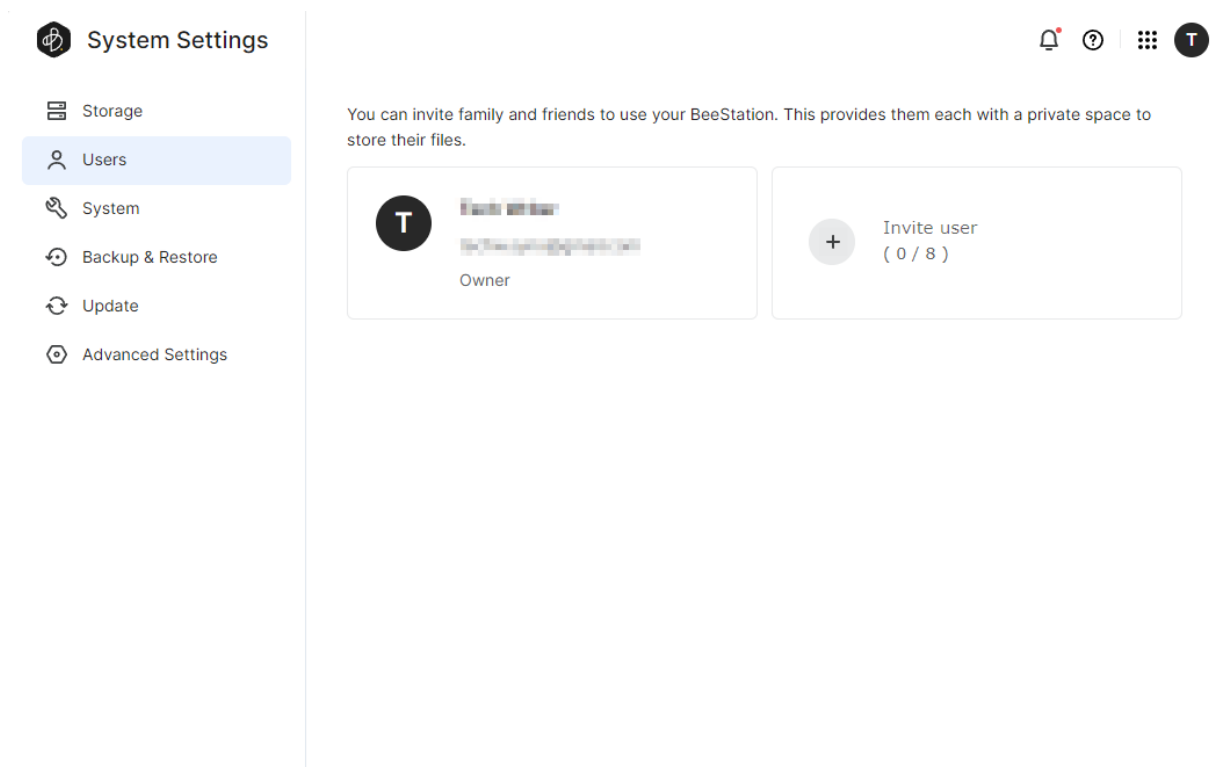 System Settings
T
Storage
Users
System
Backup & Restore
Update
Advanced Settings
You can invite family and friends to use your BeeStation. This provides them each with a private space to
store their files.
T
Owner
Invite user
( 0 / 8 )